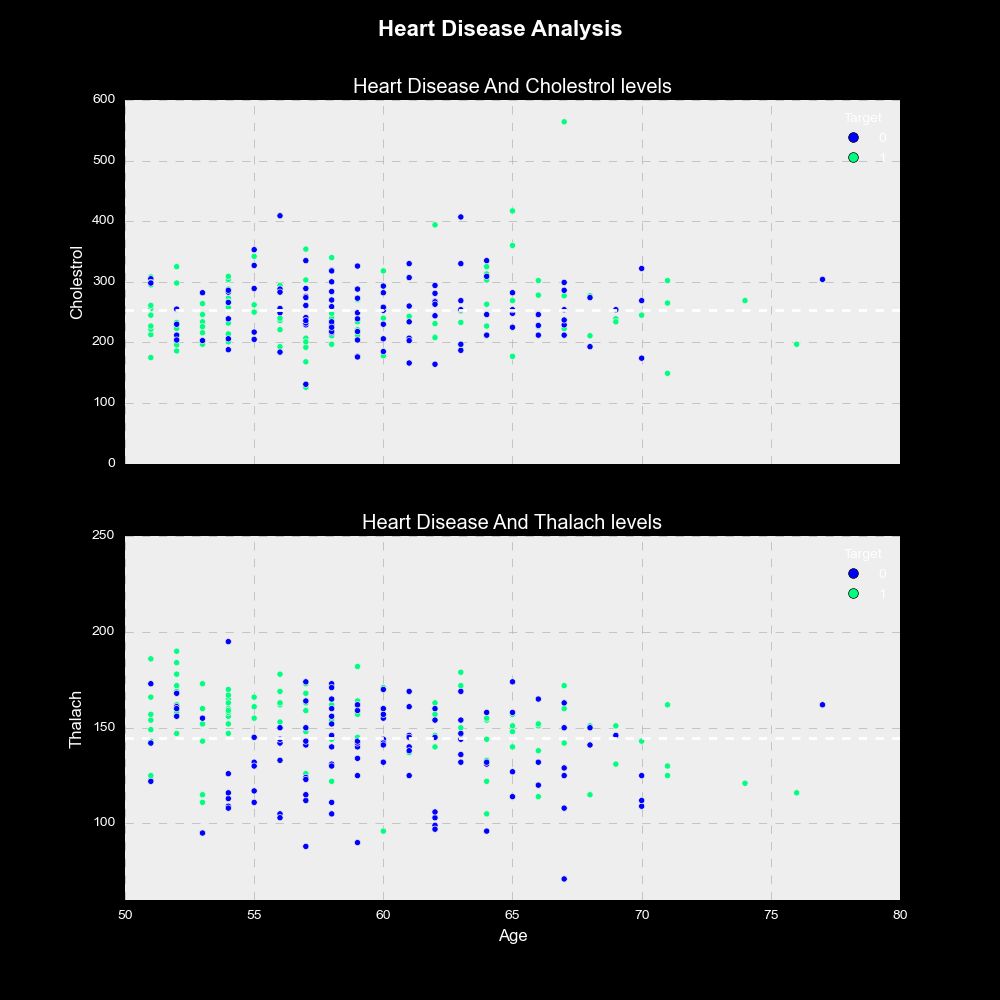 Heart Disease Analysis
Heart Disease And Cholestrol levels
600
500
400
300
200
100
0
Cholestrol
Target
0
1
Heart Disease And Thalach levels
250
200
150
100
Thalach
Target
0
1
50 55 60 65 70 75 80
Age